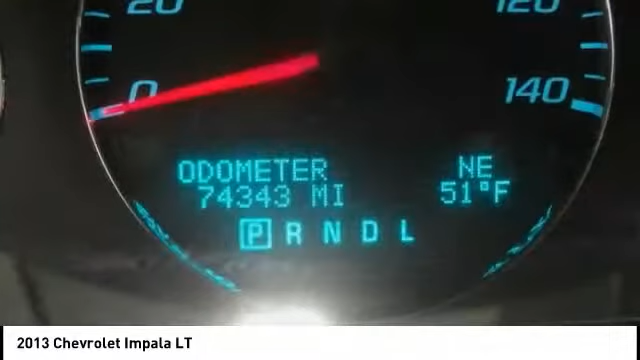 20
120
0
140
ODOMETER
74343 MI
NE
51°F
P R N D L
2013 Chevrolet Impala LT